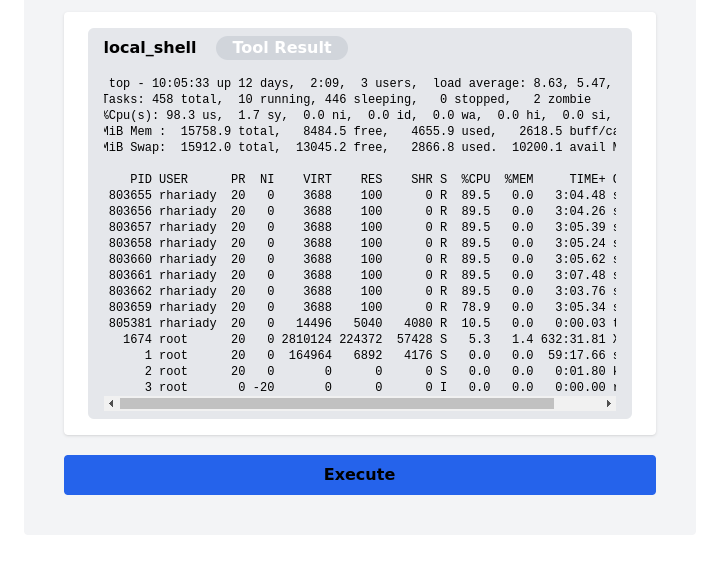 local_shell Tool Result
top - 10:05:33 up 12 days,  2:09,  3 users,  load average: 8.63, 5.47,
Tasks: 458 total,  10 running, 446 sleeping,   0 stopped,   2 zombie
%Cpu(s): 98.3 us,  1.7 sy,  0.0 ni,  0.0 id,  0.0 wa,  0.0 hi,  0.0 si,
MiB Mem :  15758.9 total,   8484.5 free,   4655.9 used,   2618.5 buff/ca
MiB Swap:  15912.0 total,  13045.2 free,   2866.8 used.  10200.1 avail M
PID USER      PR  NI    VIRT    RES    SHR S  %CPU  %MEM     TIME+ C
803655 rhariady  20   0    3688    100      0 R  89.5   0.0   3:04.48 s
803656 rhariady  20   0    3688    100      0 R  89.5   0.0   3:04.26 s
803657 rhariady  20   0    3688    100      0 R  89.5   0.0   3:05.39 s
803658 rhariady  20   0    3688    100      0 R  89.5   0.0   3:05.24 s
803660 rhariady  20   0    3688    100      0 R  89.5   0.0   3:05.62 s
803661 rhariady  20   0    3688    100      0 R  89.5   0.0   3:07.48 s
803662 rhariady  20   0    3688    100      0 R  89.5   0.0   3:03.76 s
803659 rhariady  20   0    3688    100      0 R  78.9   0.0   3:05.34 s
805381 rhariady  20   0   14496   5040   4080 R  10.5   0.0   0:00.03 t
1674 root      20   0 2810124 224372  57428 S   5.3   1.4 632:31.81 X
1 root      20   0  164964   6892   4176 S   0.0   0.0  59:17.66 s
2 root      20   0       0      0      0 S   0.0   0.0   0:01.80 k
3 root       0 -20       0      0      0 I   0.0   0.0   0:00.00 r
Execute